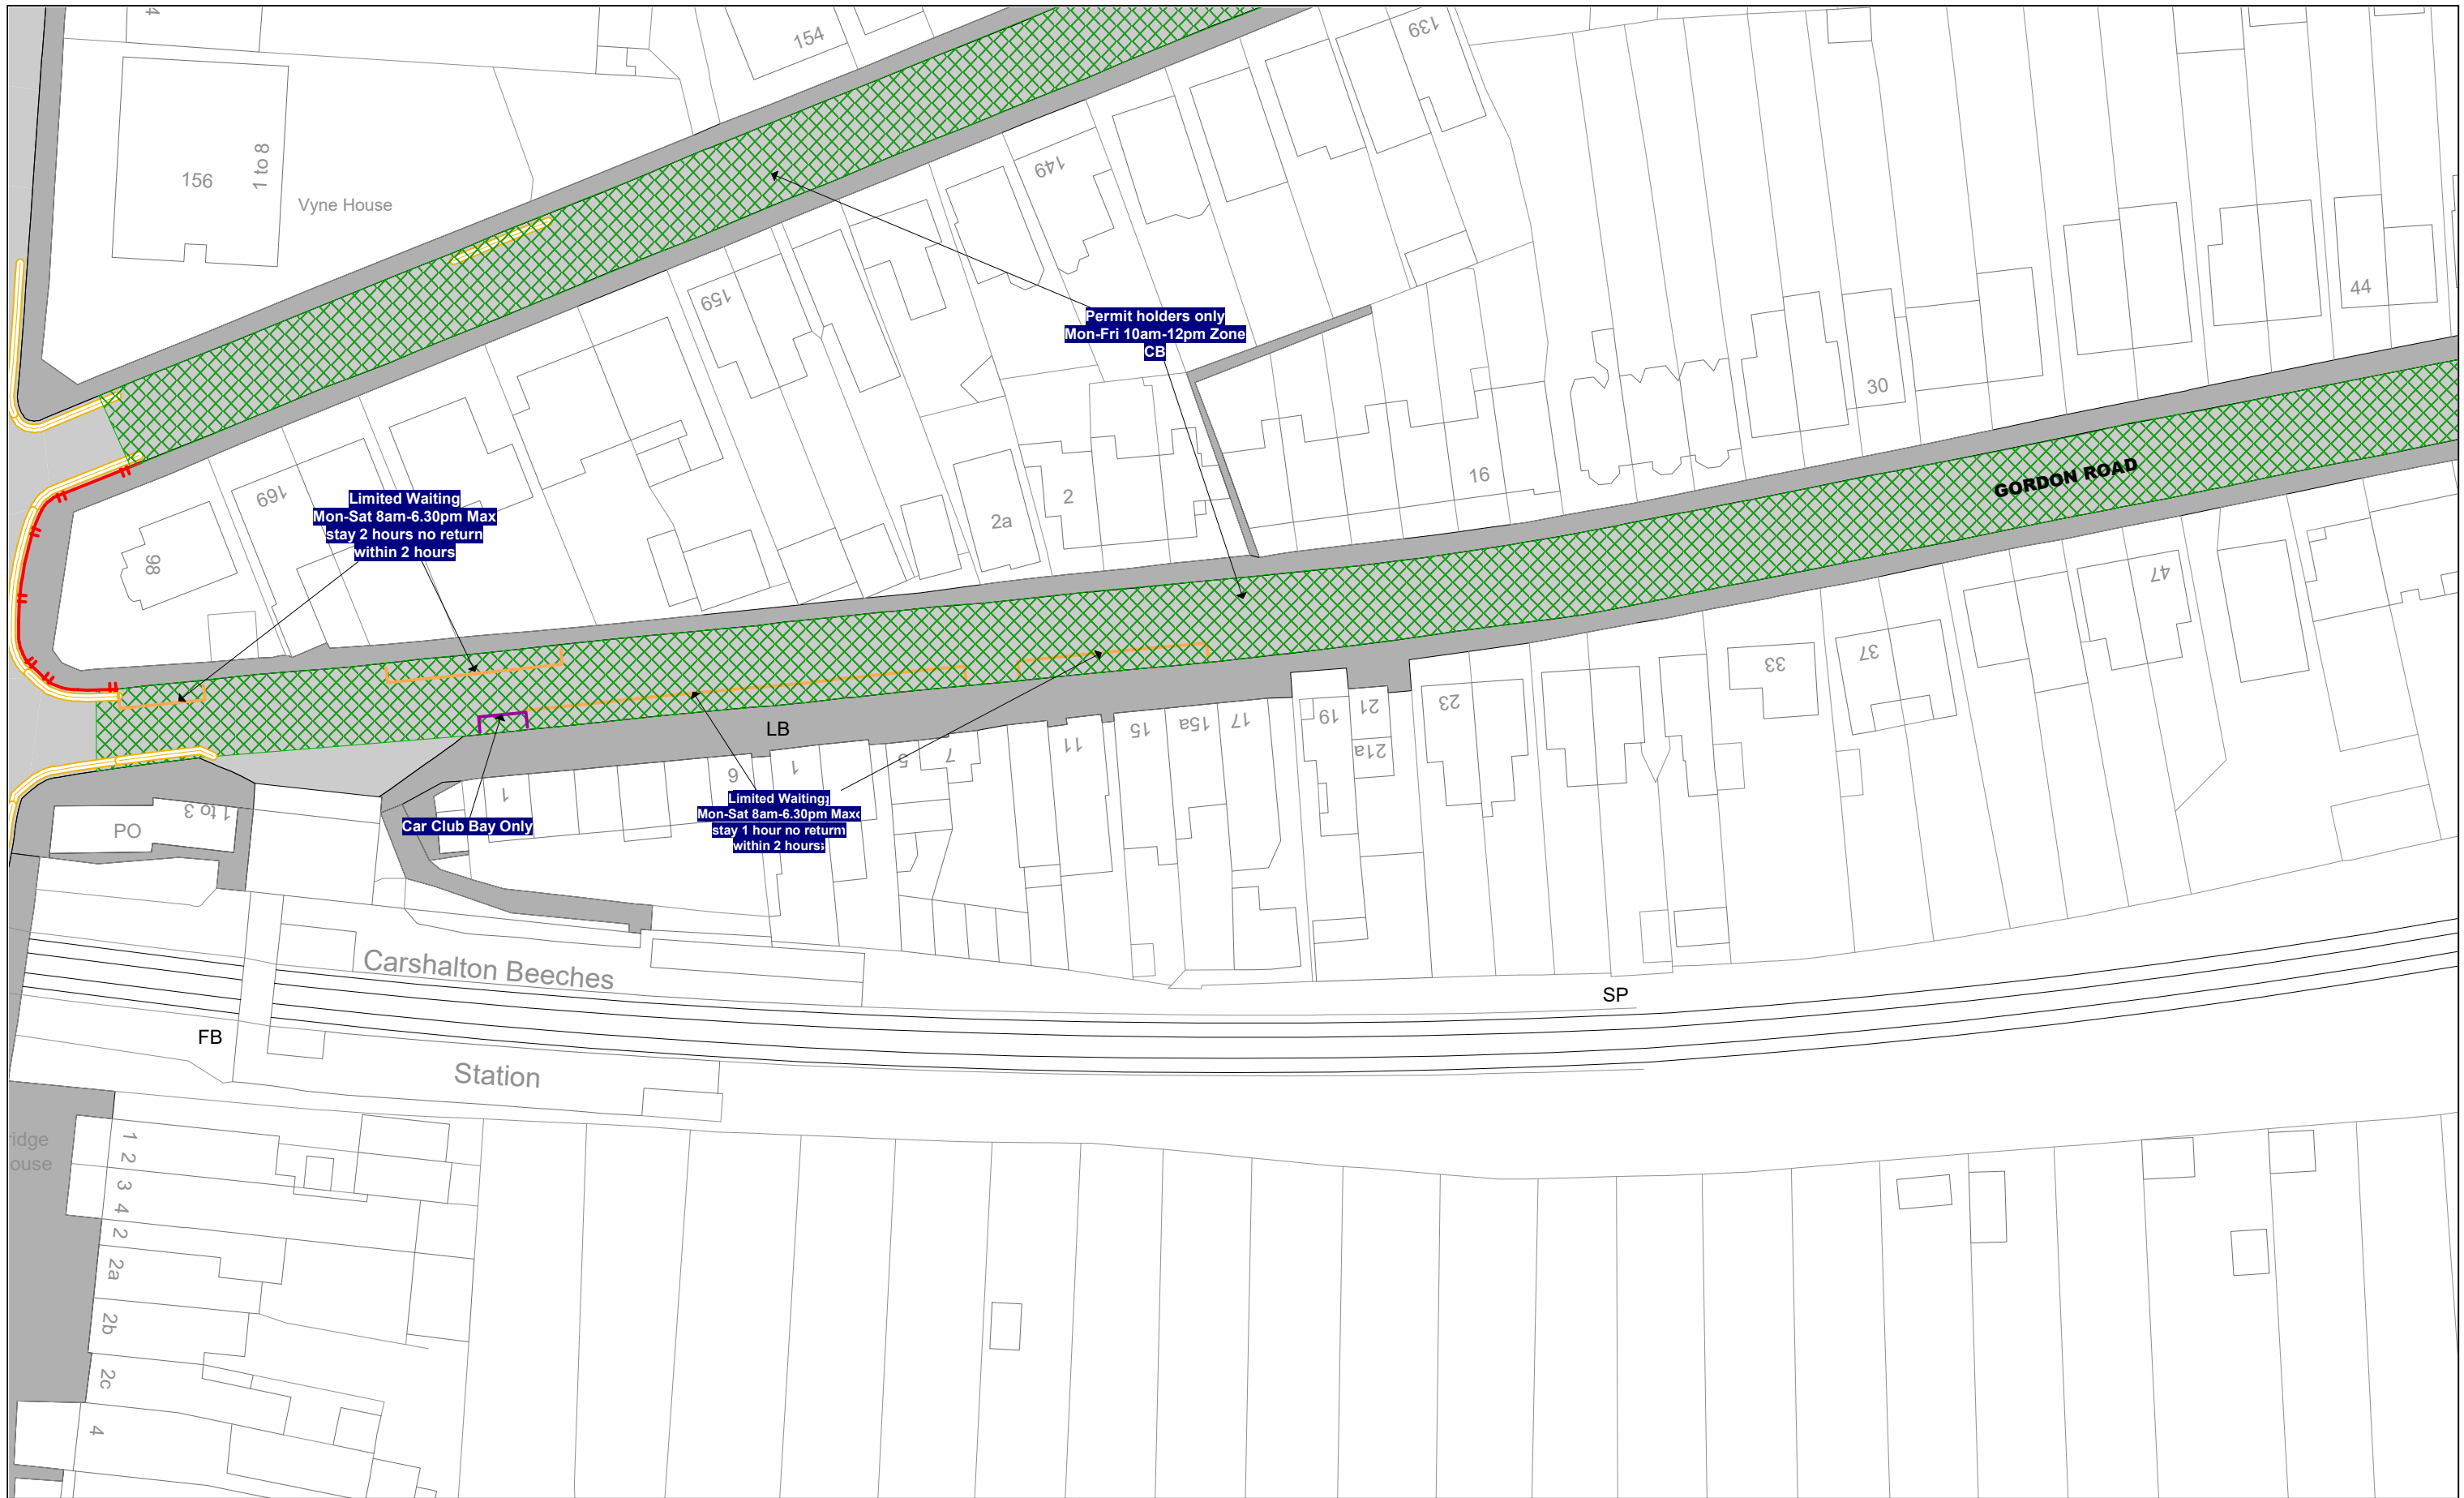 4
154
139
156
1 to 8
Vyne House
149
159
Permit holders only
Mon-Fri 10am-12pm Zone
CB
44
30
16
GORDON ROAD
169
Limited Waiting
Mon-Sat 8am-6.30pm Max
stay 2 hours no return
within 2 hours
2
2a
98
47
37
33
23
21
19
21a
17
15a
15
11
LB
7
5
1
6
1
Limited Waiting
Mon-Sat 8am-6.30pm Max
stay 1 hour no return
within 2 hours
Car Club Bay Only
1 to 3
PO
Carshalton Beeches
SP
FB
Station
idge
ouse
1
2
3
4
2
2a
2b
2c
4